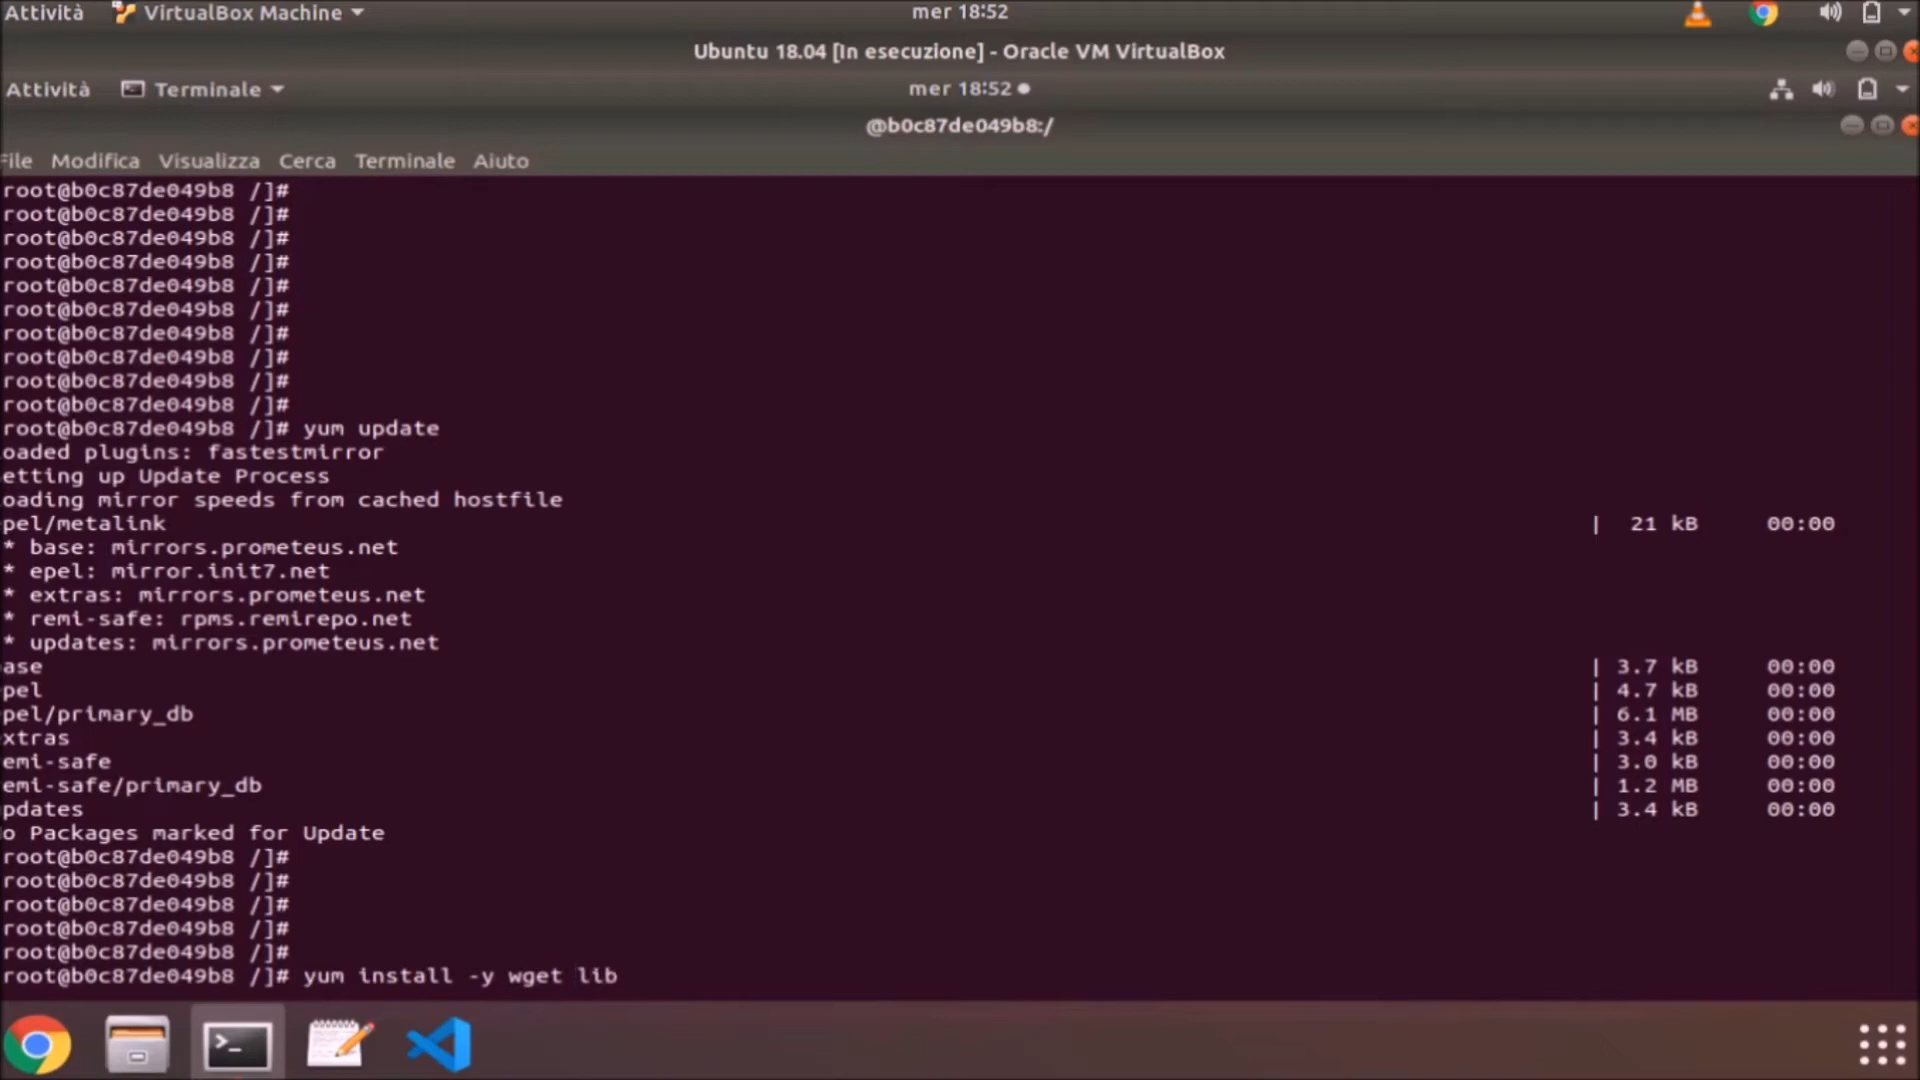 Attività VirtualBox Machine mer 18:52
Ubuntu 18.04 [In esecuzione] - Oracle VM VirtualBox
Attività Terminale mer 18:52
@b0c87de049b8:/
File Modifica Visualizza Cerca Terminale Aiuto
root@b0c87de049b8 /]#
root@b0c87de049b8 /]#
root@b0c87de049b8 /]#
root@b0c87de049b8 /]#
root@b0c87de049b8 /]#
root@b0c87de049b8 /]#
root@b0c87de049b8 /]#
root@b0c87de049b8 /]#
root@b0c87de049b8 /]#
root@b0c87de049b8 /]#
root@b0c87de049b8 /]# yum update
oaded plugins: fastestmirror
etting up Update Process
oading mirror speeds from cached hostfile
pel/metalink | 21 kB 00:00
* base: mirrors.prometeus.net
* epel: mirror.init7.net
* extras: mirrors.prometeus.net
* remi-safe: rpms.remirepo.net
* updates: mirrors.prometeus.net
ase | 3.7 kB 00:00
pel | 4.7 kB 00:00
pel/primary_db | 6.1 MB 00:00
xtras | 3.4 kB 00:00
emi-safe | 3.0 kB 00:00
emi-safe/primary_db | 1.2 MB 00:00
pdates | 3.4 kB 00:00
o Packages marked for Update
root@b0c87de049b8 /]#
root@b0c87de049b8 /]#
root@b0c87de049b8 /]#
root@b0c87de049b8 /]#
root@b0c87de049b8 /]#
root@b0c87de049b8 /]# yum install -y wget lib